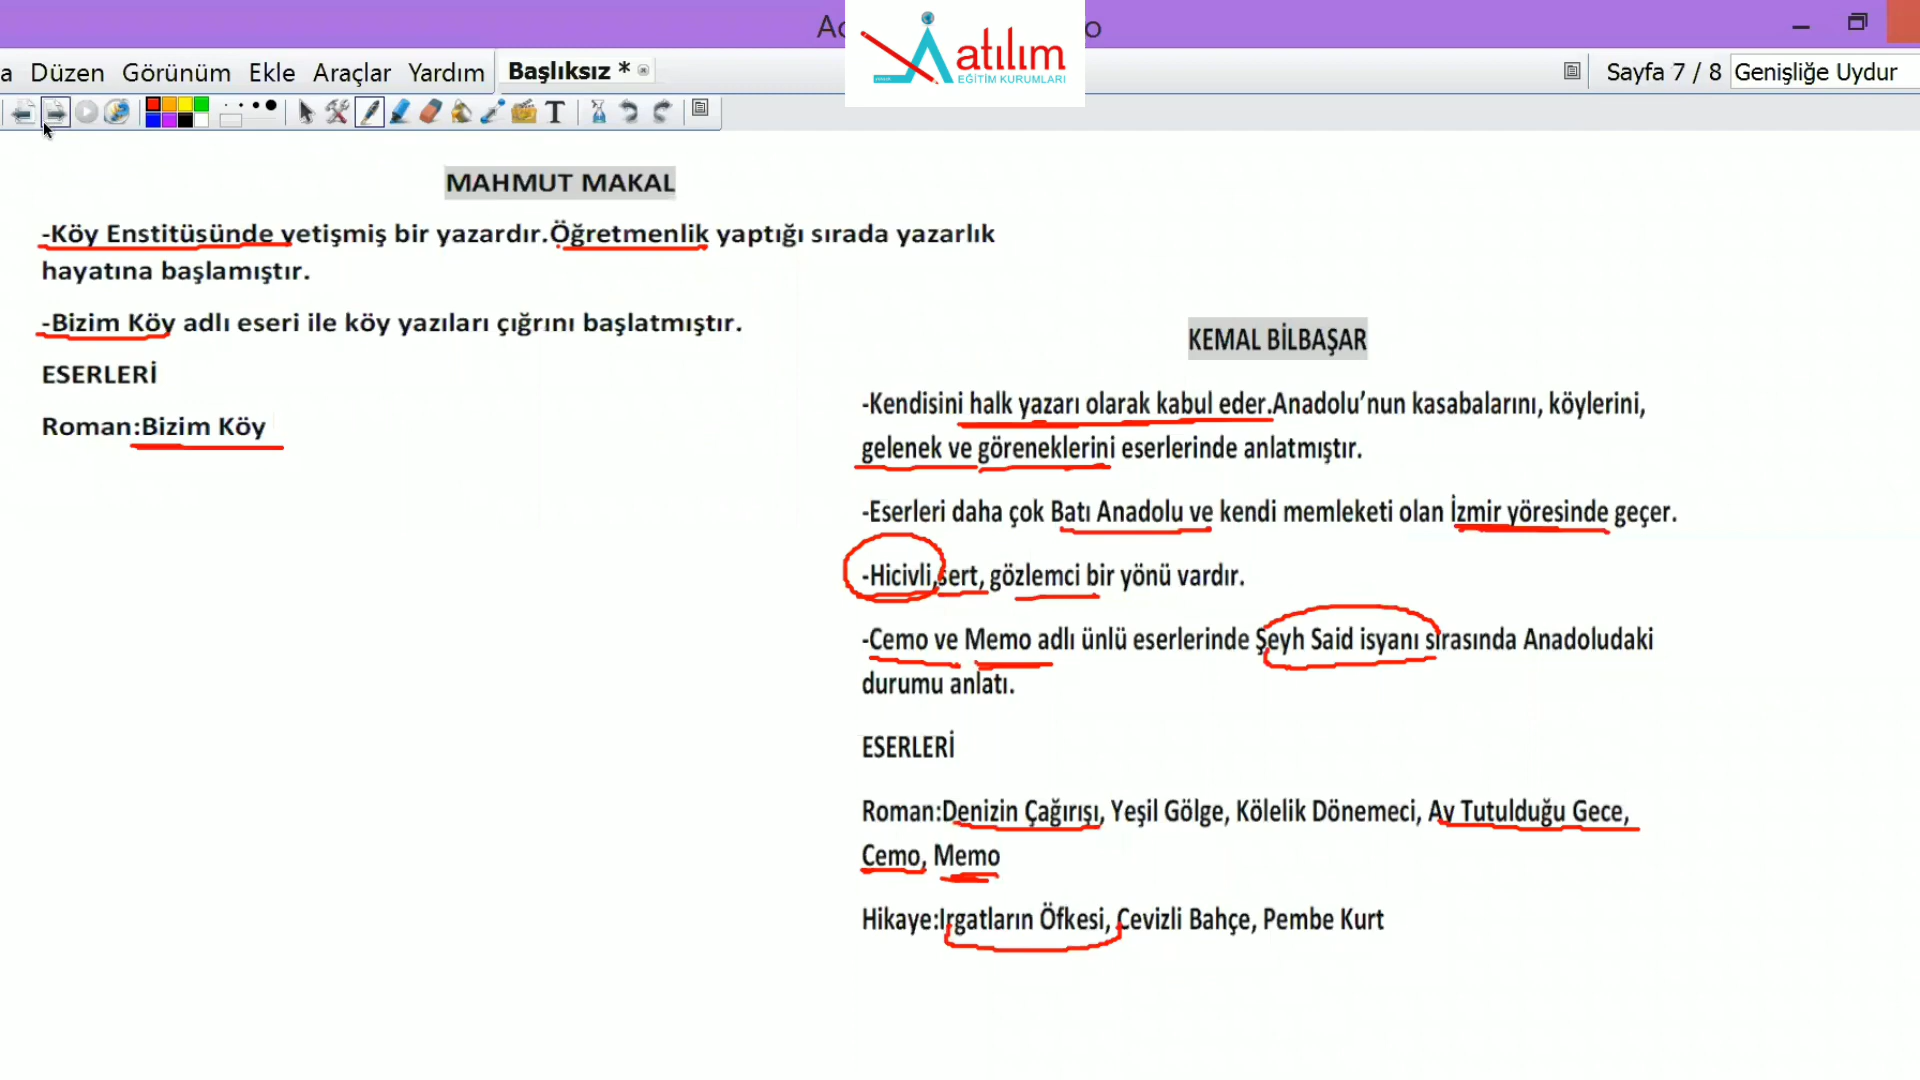 a Düzen Görünüm Ekle Araçlar Yardım Başlıksız *
atılım
EĞİTİM KURUMLARI
Sayfa 7 / 8 Genişliğe Uydur
T
MAHMUT MAKAL
-Köy Enstitüsünde yetişmiş bir yazardır.Öğretmenlik yaptığı sırada yazarlık
hayatına başlamıştır.
-Bizim Köy adlı eseri ile köy yazıları çığrını başlatmıştır.
ESERLERİ
Roman:Bizim Köy
KEMAL BİLBAŞAR
-Kendisini halk yazarı olarak kabul eder.Anadolu’nun kasabalarını, köylerini,
gelenek ve göreneklerini eserlerinde anlatmıştır.
-Eserleri daha çok Batı Anadolu ve kendi memleketi olan İzmir yöresinde geçer.
-Hicivli,sert, gözlemci bir yönü vardır.
-Cemo ve Memo adlı ünlü eserlerinde Şeyh Said isyanı sırasında Anadoludaki
durumu anlatı.
ESERLERİ
Roman:Denizin Çağırışı, Yeşil Gölge, Kölelik Dönemeci, Ay Tutulduğu Gece,
Cemo, Memo
Hikaye:Irgatların Öfkesi, Cevizli Bahçe, Pembe Kurt